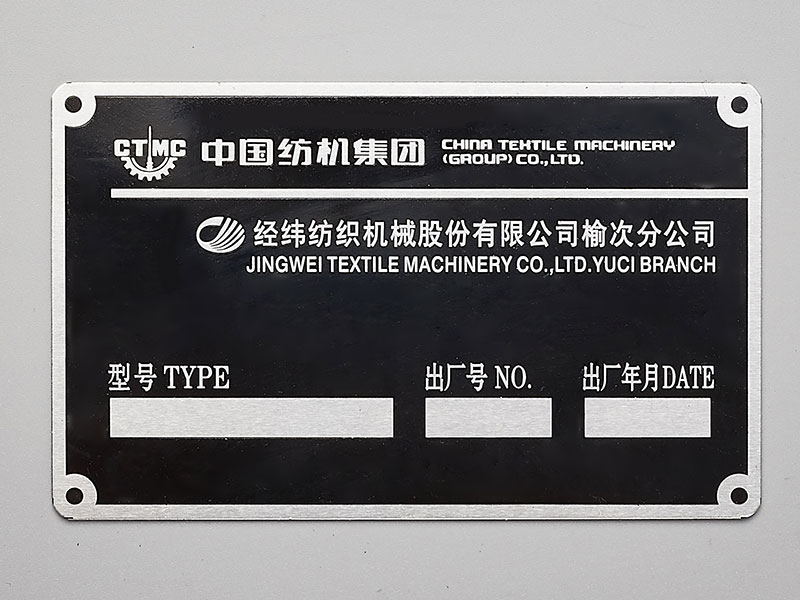 CTMC 中国纺机集团 CHINA TEXTILE MACHINERY
(GROUP) CO.,LTD.
经纬纺织机械股份有限公司榆次分公司
JINGWEI TEXTILE MACHINERY CO.,LTD.YUCI BRANCH
型号 TYPE 出厂号 NO. 出厂年月DATE